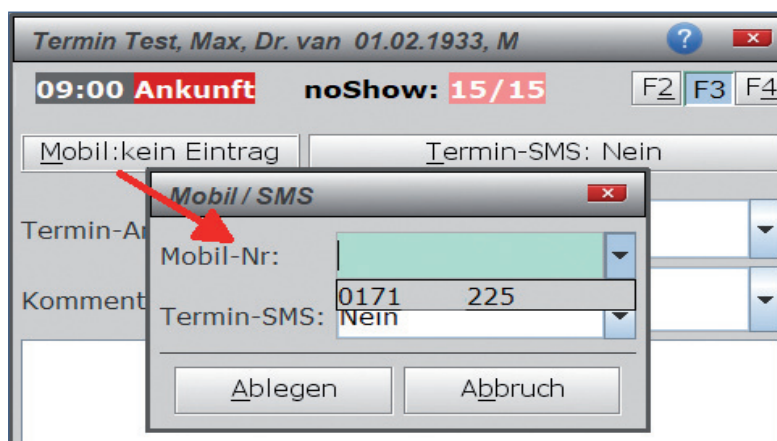 Termin Test, Max, Dr. van 01.02.1933, M ?
09:00 Ankunft noShow: 15/15 F2 F3 F4
Mobil:kein Eintrag Termin-SMS: Nein
Mobil / SMS
Termin-Ar
Mobil-Nr:
0171 225
Komment
Termin-SMS: Nein
Ablegen Abbruch